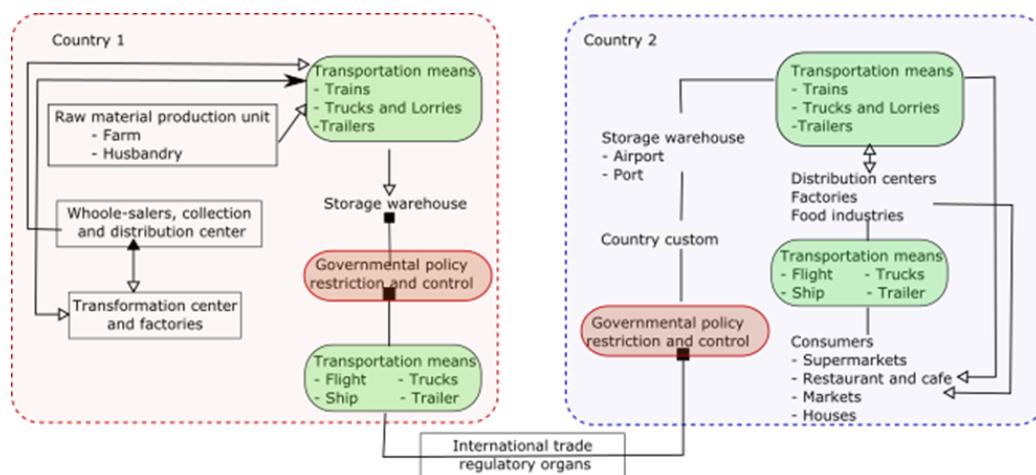 Country 1
Transportation means
- Trains
- Trucks and Lorries
-Trailers
Raw material production unit
- Farm
- Husbandry
Whoole-salers, collection
and distribution center
Transformation center
and factories
Storage warehouse
Governmental policy
restriction and control
Transportation means
- Flight - Trucks
- Ship - Trailer
International trade
regulatory organs
Country 2
Transportation means
- Trains
- Trucks and Lorries
-Trailers
Storage warehouse
- Airport
- Port
Country custom
Governmental policy
restriction and control
Distribution centers
Factories
Food industries
Transportation means
- Flight - Trucks
- Ship - Trailer
Consumers
- Supermarkets
- Restaurant and cafe
- Markets
- Houses